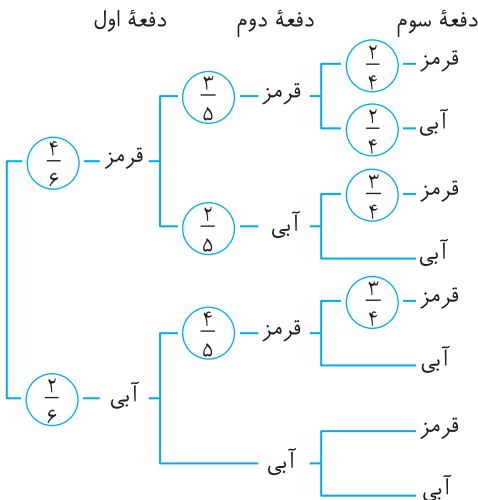 دفعهٔ اول دفعهٔ دوم دفعهٔ سوم
۲/۴ قرمز
۳/۵ قرمز
۲/۴ آبی
۴/۶ قرمز
۳/۴ قرمز
۲/۵ آبی
آبی
۳/۴ قرمز
۴/۵ قرمز
آبی
۲/۶ آبی
قرمز
آبی
آبی